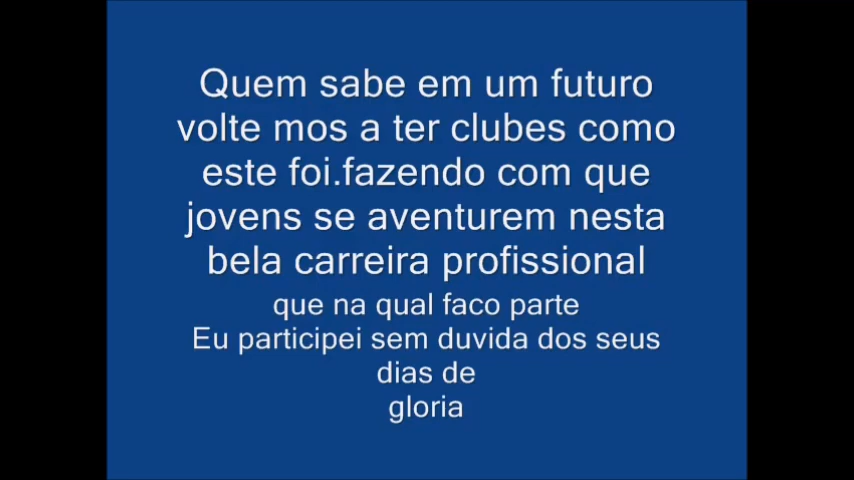 Quem sabe em um futuro
volte mos a ter clubes como
este foi.fazendo com que
jovens se aventurem nesta
bela carreira profissional
que na qual faco parte
Eu participei sem duvida dos seus
dias de
gloria